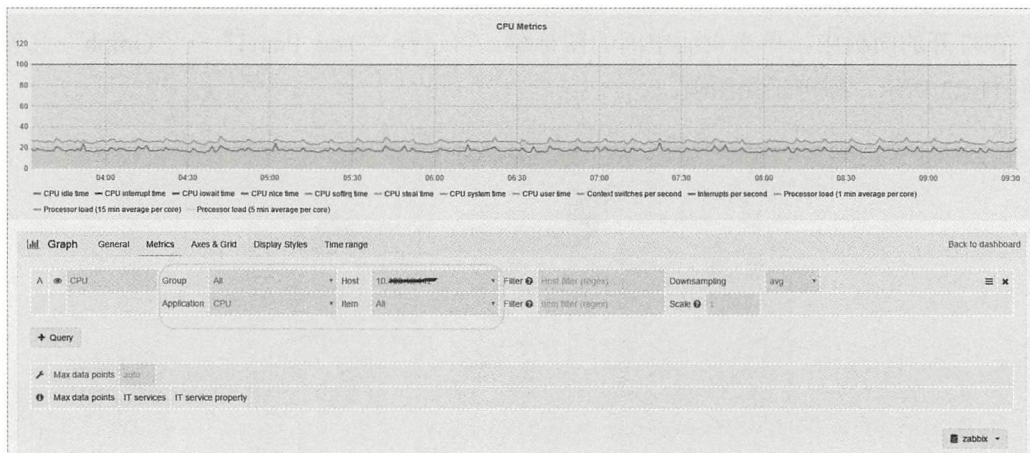 CPU Metrics
120
100
80
60
40
20
0
04:00 04:30 05:00 05:30 06:00 06:30 07:00 07:30 08:00 08:30 09:00 09:30
CPU idle time CPU interrupt time CPU iowait time CPU nice time CPU softirq time CPU steal time CPU system time CPU user time Context switches per second Interrupts per second Processor load (1 min average per core)
Processor load (15 min average per core) Processor load (5 min average per core)
Graph General Metrics Axes & Grid Display Styles Time range Back to dashboard
A CPU Group All Host 10. Filter Host filter (regex) Downsampling avg
Application CPU Item All Filter Item filter (regex) Scale 1
+ Query
Max data points auto
Max data points IT services IT service property
zabbix